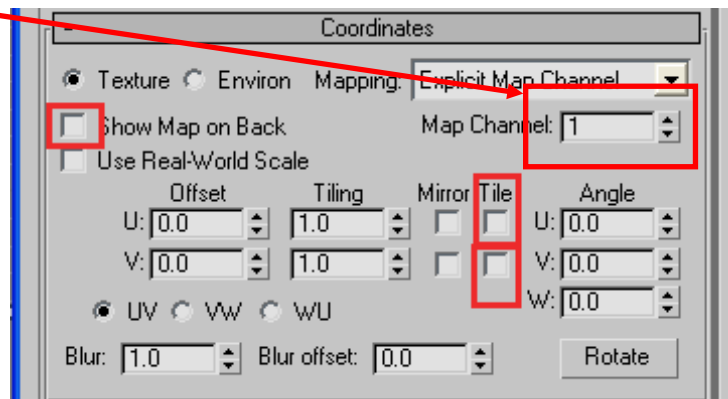 Coordinates
Texture Environ Mapping: Explicit Map Channel
Show Map on Back Map Channel: 1
Use Real-World Scale
Offset Tiling Mirror Tile Angle
U: 0.0 1.0 U: 0.0
V: 0.0 1.0 V: 0.0
UV VW WU W: 0.0
Blur: 1.0 Blur offset: 0.0 Rotate